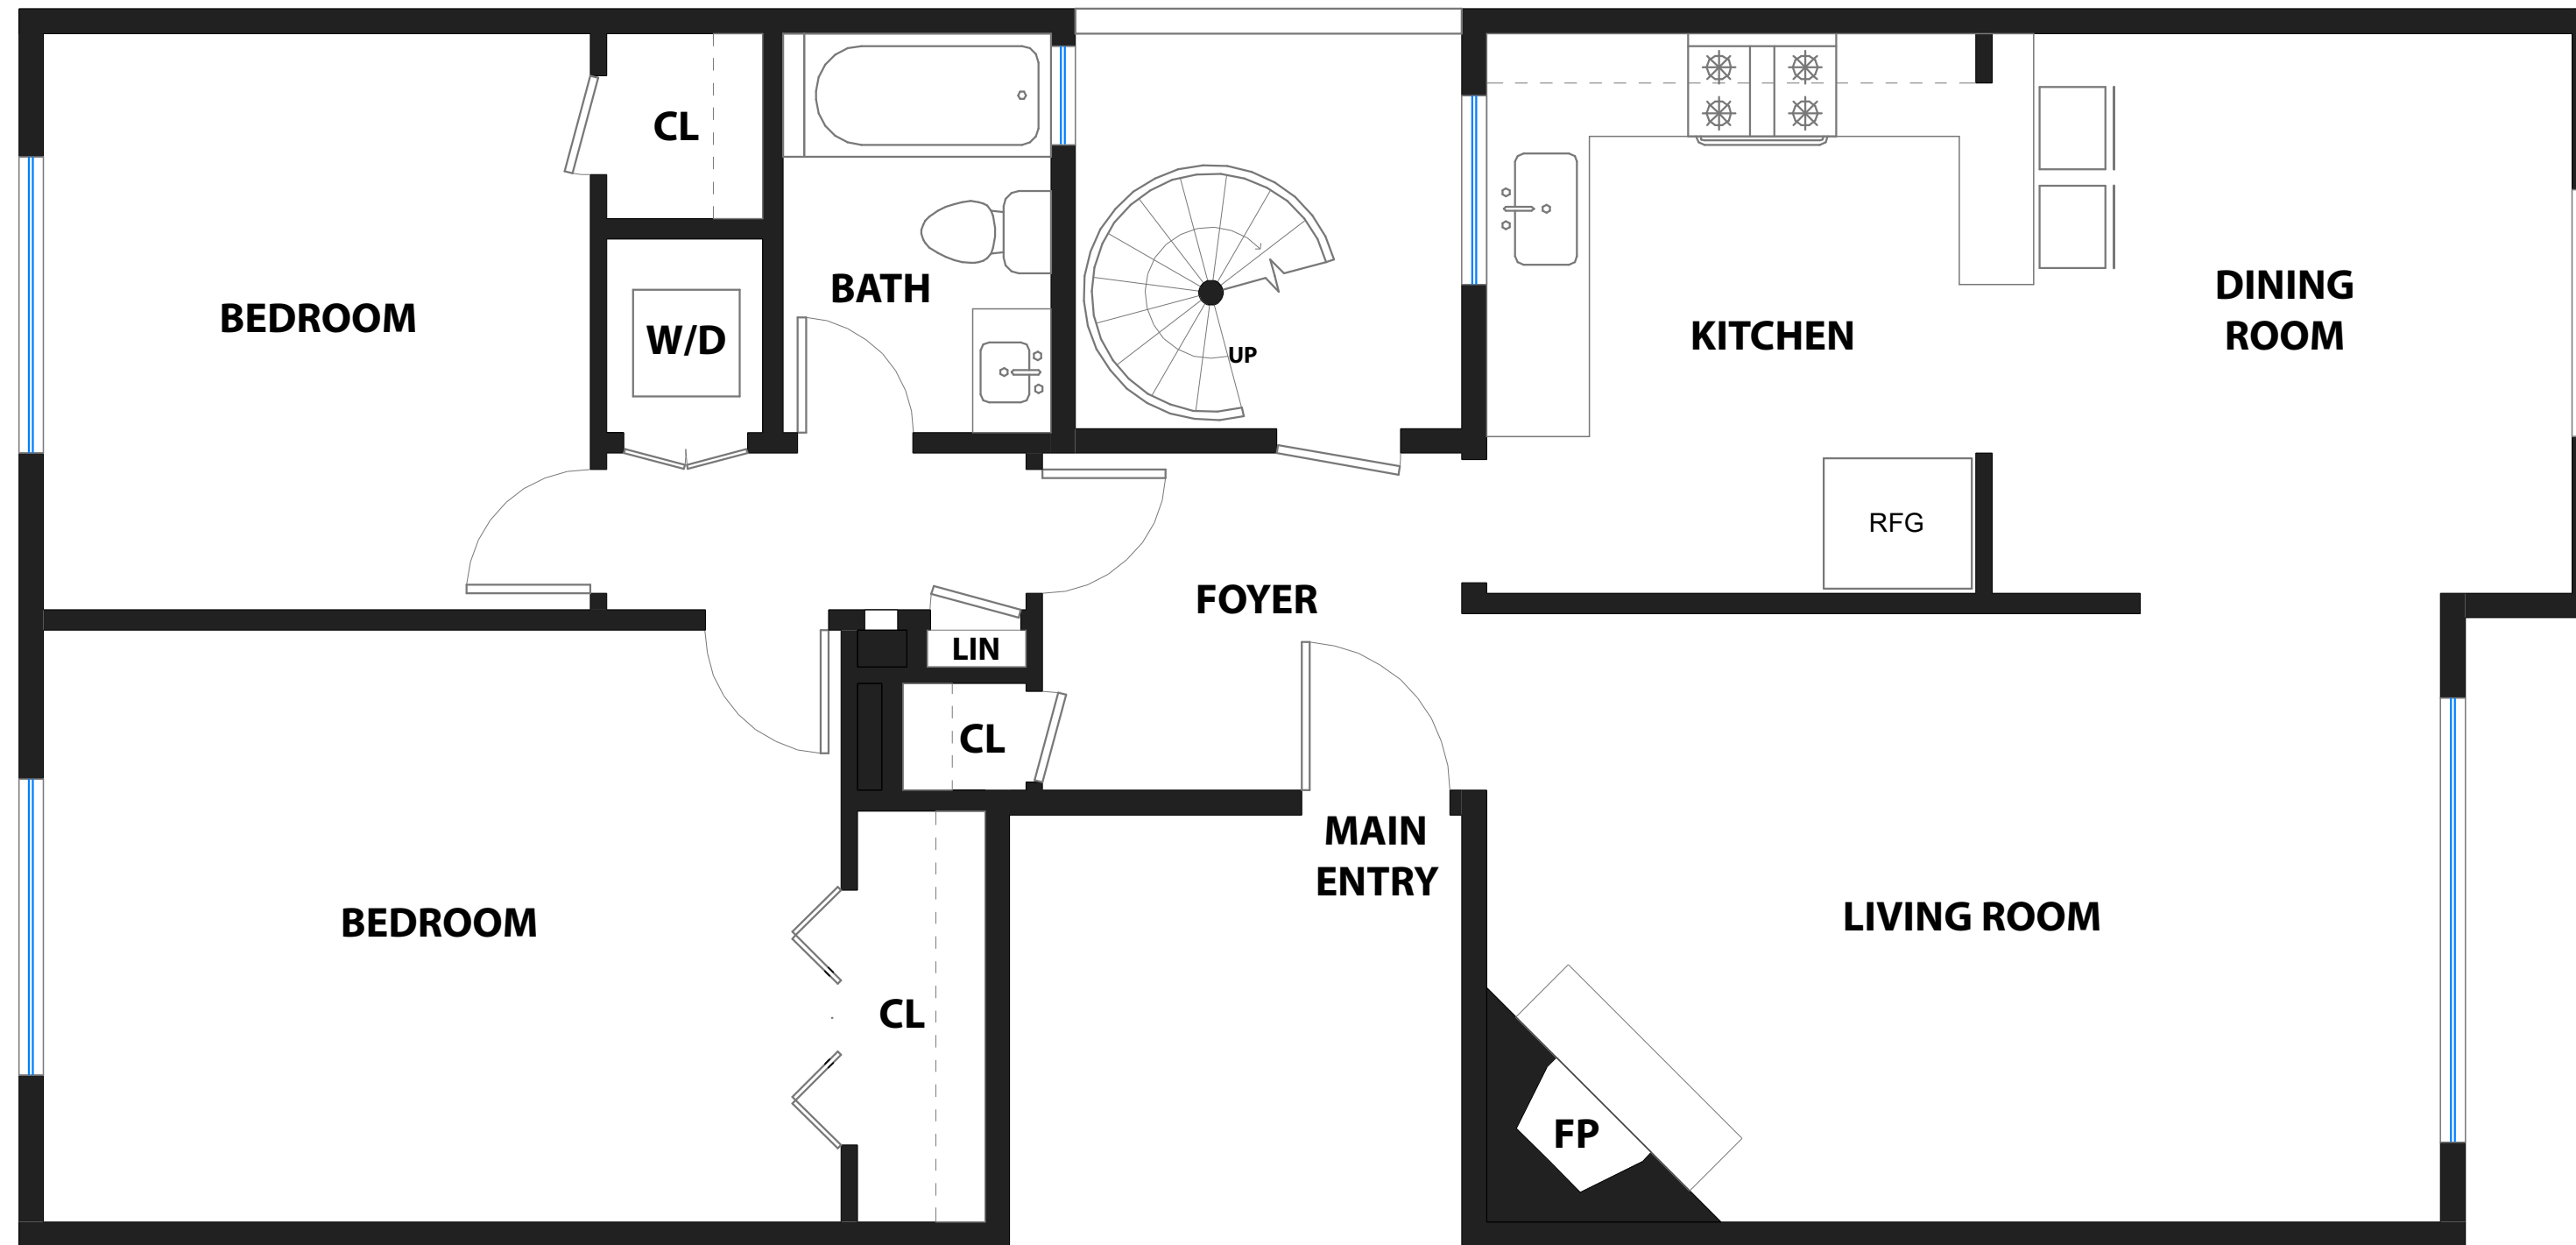 CL
BEDROOM
W/D
BATH
UP
KITCHEN
DINING
ROOM
RFG
FOYER
LIN
CL
MAIN
ENTRY
BEDROOM
CL
LIVING ROOM
FP